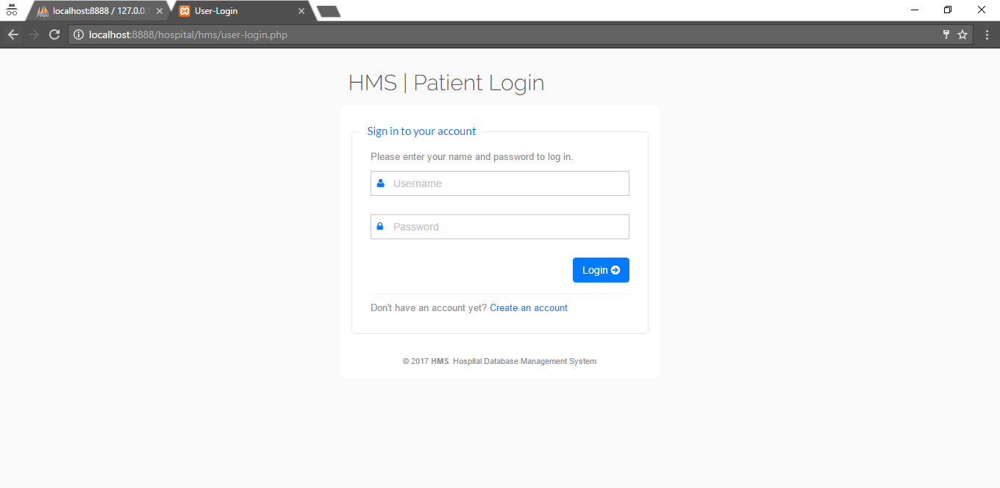 localhost:8888 / 127.0.0.1
User-Login
localhost:8888/hospital/hms/user-login.php
HMS | Patient Login
Sign in to your account
Please enter your name and password to log in.
Username
Password
Login
Don't have an account yet? Create an account
© 2017 HMS. Hospital Database Management System